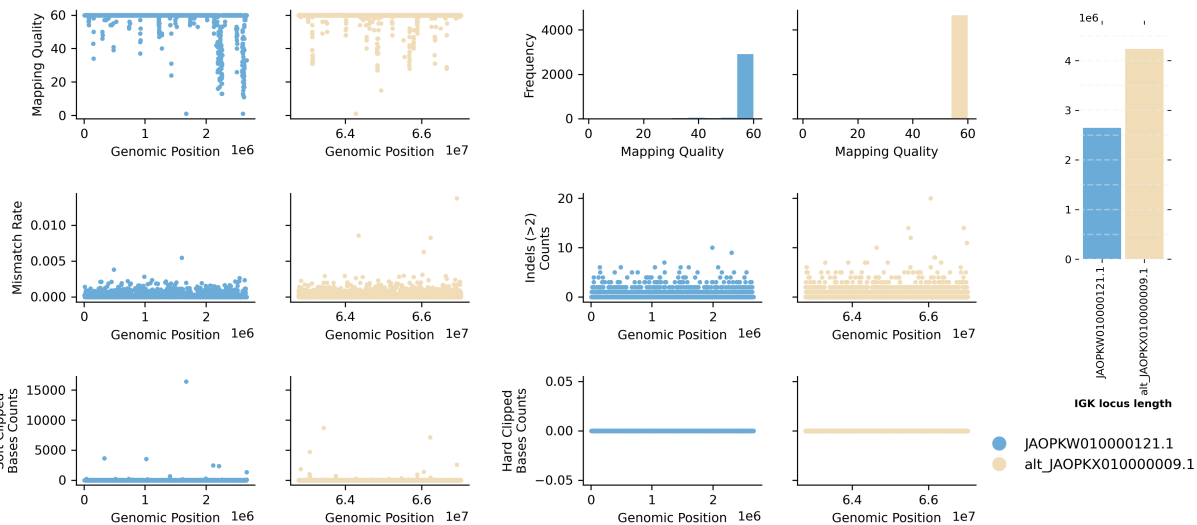 Mapping Quality
60
40
20
0
0
1
2
1e6
Genomic Position
6.4
6.6
1e7
Genomic Position
Frequency
4000
2000
0
0
20
40
60
Mapping Quality
0
20
40
60
Mapping Quality
1e6
4
3
2
1
0
JAOPKW010000121.1
alt_JAOPKX010000009.1
IGK locus length
Mismatch Rate
0.010
0.005
0.000
0
1
2
1e6
Genomic Position
6.4
6.6
1e7
Genomic Position
Indels (>2)
Counts
20
10
0
0
1
2
1e6
Genomic Position
6.4
6.6
6.8
7.0
1e7
Genomic Position
Bases Counts
15000
10000
5000
0
0
1
2
1e6
Genomic Position
6.4
6.6
1e7
Genomic Position
Hard Clipped
Bases Counts
0.05
0.00
−0.05
0
1
2
1e6
Genomic Position
6.4
6.6
1e7
Genomic Position
JAOPKW010000121.1
alt_JAOPKX010000009.1